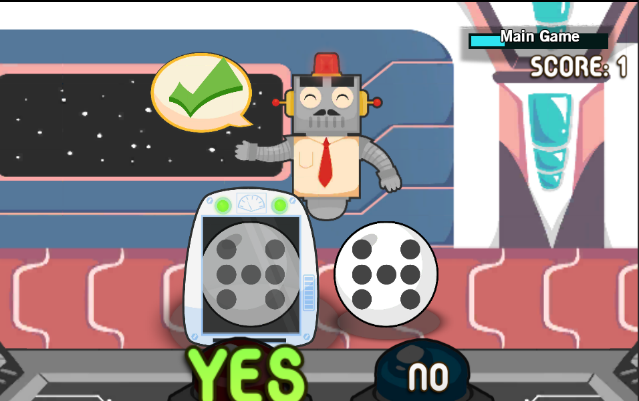 Main Game
SCORE: 1
YES
NO